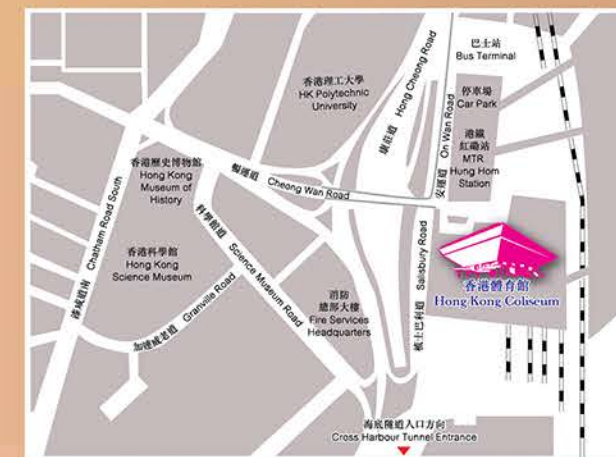 巴士站
Bus Terminal
香港理工大學
HK Polytechnic
University
康莊道 Hong Cheong Road
停車場
Car Park
安運道 On Wan Road
港鐵
紅磡站
MTR
Hung Hom
Station
香港歷史博物館
Hong Kong
Museum of
History
暢運道 Cheong Wan Road
漆咸道南 Chatham Road South
科學館道 Science Museum Road
香港科學館
Hong Kong
Science Museum
梳士巴利道 Salisbury Road
香港體育館
Hong Kong Coliseum
加連威老道 Granville Road
消防
總部大樓
Fire Services
Headquarters
海底隧道入口方向
Cross Harbour Tunnel Entrance